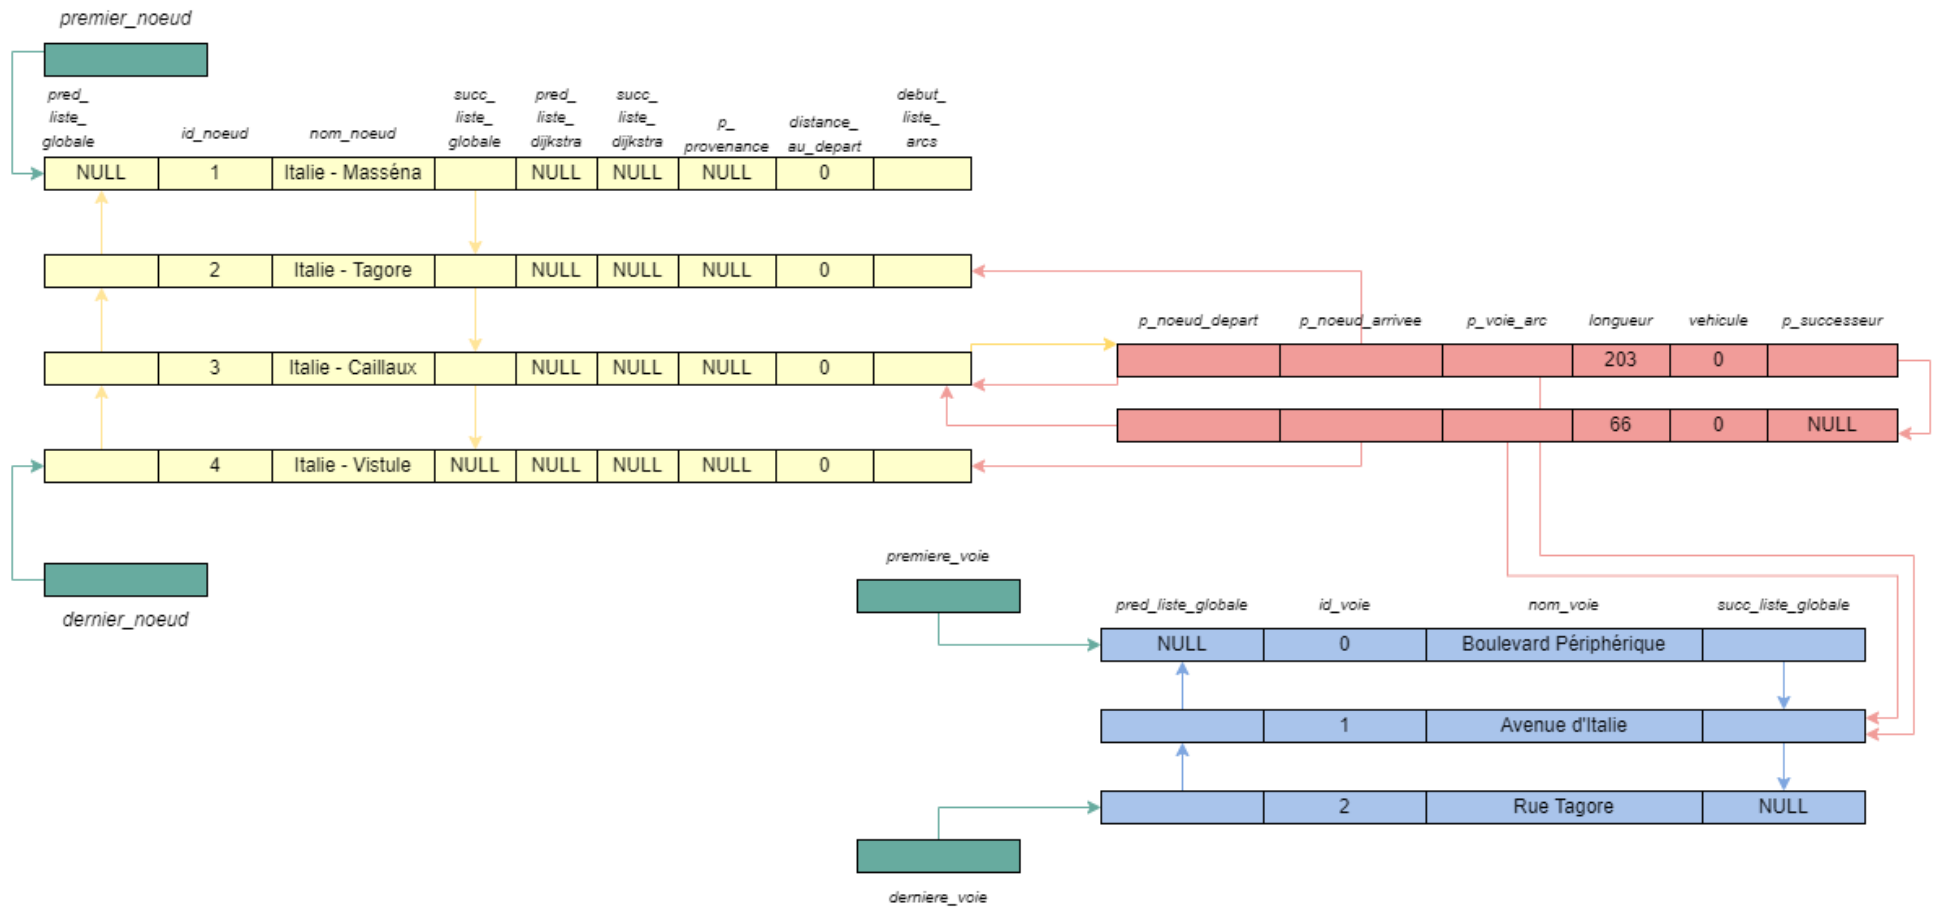 premier_noeud
pred_
liste_
globale
id_noeud
nom_noeud
succ_
liste_
globale
pred_
liste_
dijkstra
succ_
liste_
dijkstra
p_
provenance
distance_
au_depart
debut_
liste_
arcs
NULL 1 Italie - Masséna NULL NULL NULL 0
2 Italie - Tagore NULL NULL NULL 0
p_noeud_depart p_noeud_arrivee p_voie_arc longueur vehicule p_successeur
3 Italie - Caillaux NULL NULL NULL 0
203 0
66 0 NULL
4 Italie - Vistule NULL NULL NULL NULL 0
dernier_noeud
premiere_voie
pred_liste_globale id_voie nom_voie succ_liste_globale
NULL 0 Boulevard Périphérique
1 Avenue d'Italie
2 Rue Tagore NULL
derniere_voie